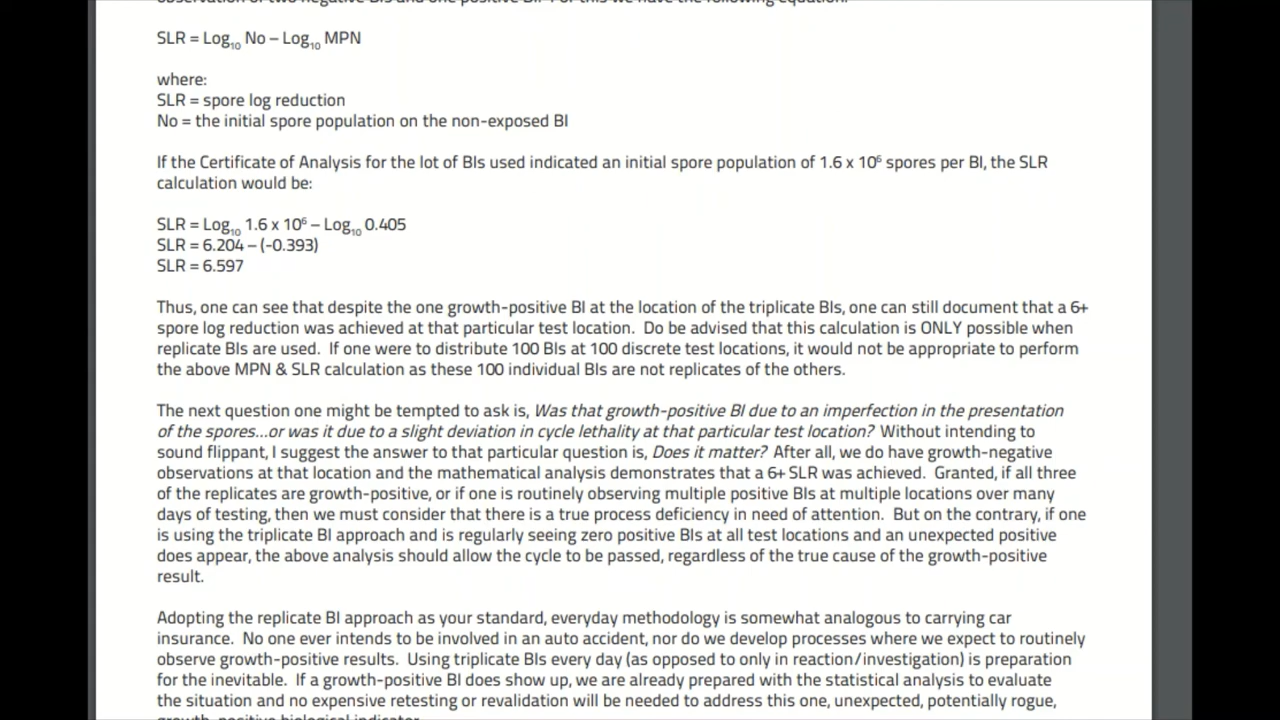 observation of two negative BIs and one positive BI? For this we have the following equation:
SLR = Log10 No – Log10 MPN
where:
SLR = spore log reduction
No = the initial spore population on the non-exposed BI
If the Certificate of Analysis for the lot of BIs used indicated an initial spore population of 1.6 x 10⁶ spores per BI, the SLR
calculation would be:
SLR = Log10 1.6 x 10⁶ – Log10 0.405
SLR = 6.204 – (-0.393)
SLR = 6.597
Thus, one can see that despite the one growth-positive BI at the location of the triplicate BIs, one can still document that a 6+
spore log reduction was achieved at that particular test location.  Do be advised that this calculation is ONLY possible when
replicate BIs are used.  If one were to distribute 100 BIs at 100 discrete test locations, it would not be appropriate to perform
the above MPN & SLR calculation as these 100 individual BIs are not replicates of the others.
The next question one might be tempted to ask is, Was that growth-positive BI due to an imperfection in the presentation
of the spores...or was it due to a slight deviation in cycle lethality at that particular test location?  Without intending to
sound flippant, I suggest the answer to that particular question is, Does it matter?  After all, we do have growth-negative
observations at that location and the mathematical analysis demonstrates that a 6+ SLR was achieved.  Granted, if all three
of the replicates are growth-positive, or if one is routinely observing multiple positive BIs at multiple locations over many
days of testing, then we must consider that there is a true process deficiency in need of attention.  But on the contrary, if one
is using the triplicate BI approach and is regularly seeing zero positive BIs at all test locations and an unexpected positive
does appear, the above analysis should allow the cycle to be passed, regardless of the true cause of the growth-positive
result.
Adopting the replicate BI approach as your standard, everyday methodology is somewhat analogous to carrying car
insurance.  No one ever intends to be involved in an auto accident, nor do we develop processes where we expect to routinely
observe growth-positive results.  Using triplicate BIs every day (as opposed to only in reaction/investigation) is preparation
for the inevitable.  If a growth-positive BI does show up, we are already prepared with the statistical analysis to evaluate
the situation and no expensive retesting or revalidation will be needed to address this one, unexpected, potentially rogue,
growth-positive biological indicator.